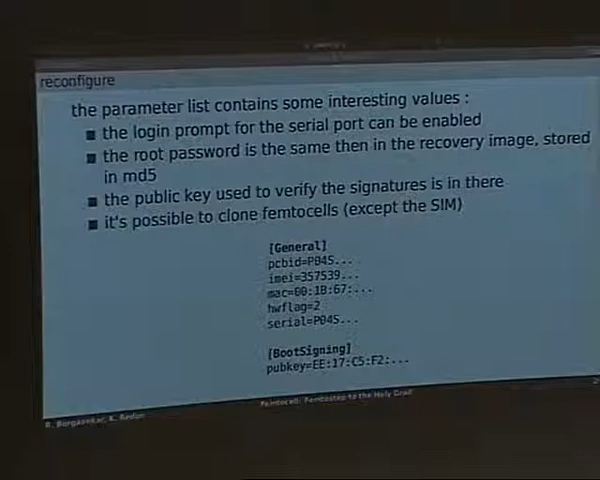 reconfigure
the parameter list contains some interesting values :
■ the login prompt for the serial port can be enabled
■ the root password is the same then in the recovery image, stored
in md5
■ the public key used to verify the signatures is in there
■ it's possible to clone femtocells (except the SIM)
[General]
pcbid=P045...
imei=357539...
mac=00:1B:67:...
hwflag=2
serial=P045...
[BootSigning]
pubkey=EE:17:C5:F2:...
R. Borgaonkar, K. Redon
Femtocell: Femtostep to the Holy Grail